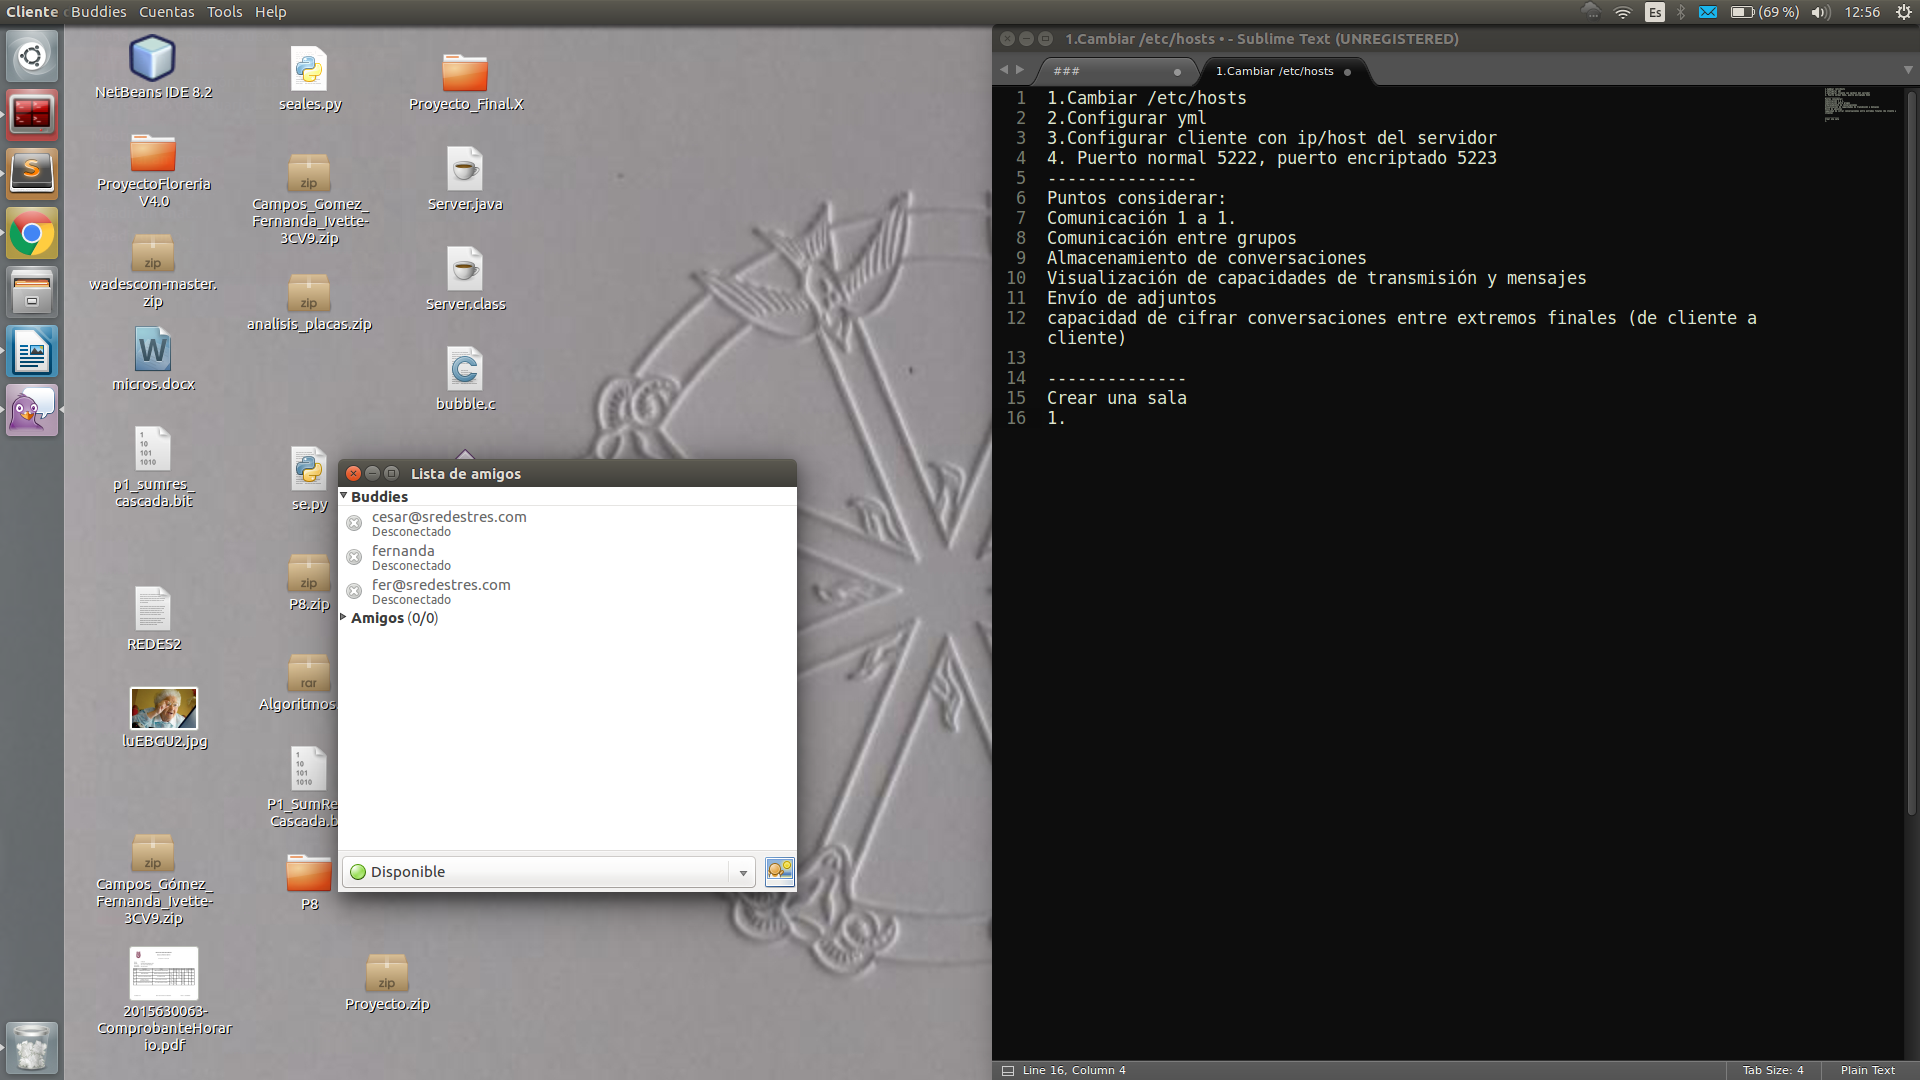 Cliente Buddies Cuentas Tools Help
Es
(69 %)
12:56
NetBeans IDE 8.2
seales.py
Proyecto_Final.X
ProyectoFloreria
V4.0
zip
Campos_Gomez_
Fernanda_Ivette-
3CV9.zip
Server.java
zip
wadescom-master.
zip
zip
analisis_placas.zip
Server.class
W
micros.docx
C
bubble.c
1
10
101
1010
p1_sumres_
cascada.bit
se.py
zip
P8.zip
REDES2
rar
Algoritmos.
luEBGU2.jpg
1
10
101
1010
P1_SumRe
Cascada.b
zip
Campos_Gómez_
Fernanda_Ivette-
3CV9.zip
P8
2015630063-
ComprobanteHorar
io.pdf
zip
Proyecto.zip
Lista de amigos
Buddies
cesar@sredestres.com
Desconectado
fernanda
Desconectado
fer@sredestres.com
Desconectado
Amigos (0/0)
Disponible
1.Cambiar /etc/hosts • - Sublime Text (UNREGISTERED)
###
1.Cambiar /etc/hosts
1 1.Cambiar /etc/hosts
2 2.Configurar yml
3 3.Configurar cliente con ip/host del servidor
4 4. Puerto normal 5222, puerto encriptado 5223
5 ---------------
6 Puntos considerar:
7 Comunicación 1 a 1.
8 Comunicación entre grupos
9 Almacenamiento de conversaciones
10 Visualización de capacidades de transmisión y mensajes
11 Envío de adjuntos
12 capacidad de cifrar conversaciones entre extremos finales (de cliente a
cliente)
13
14 --------------
15 Crear una sala
16 1.
Line 16, Column 4
Tab Size: 4
Plain Text